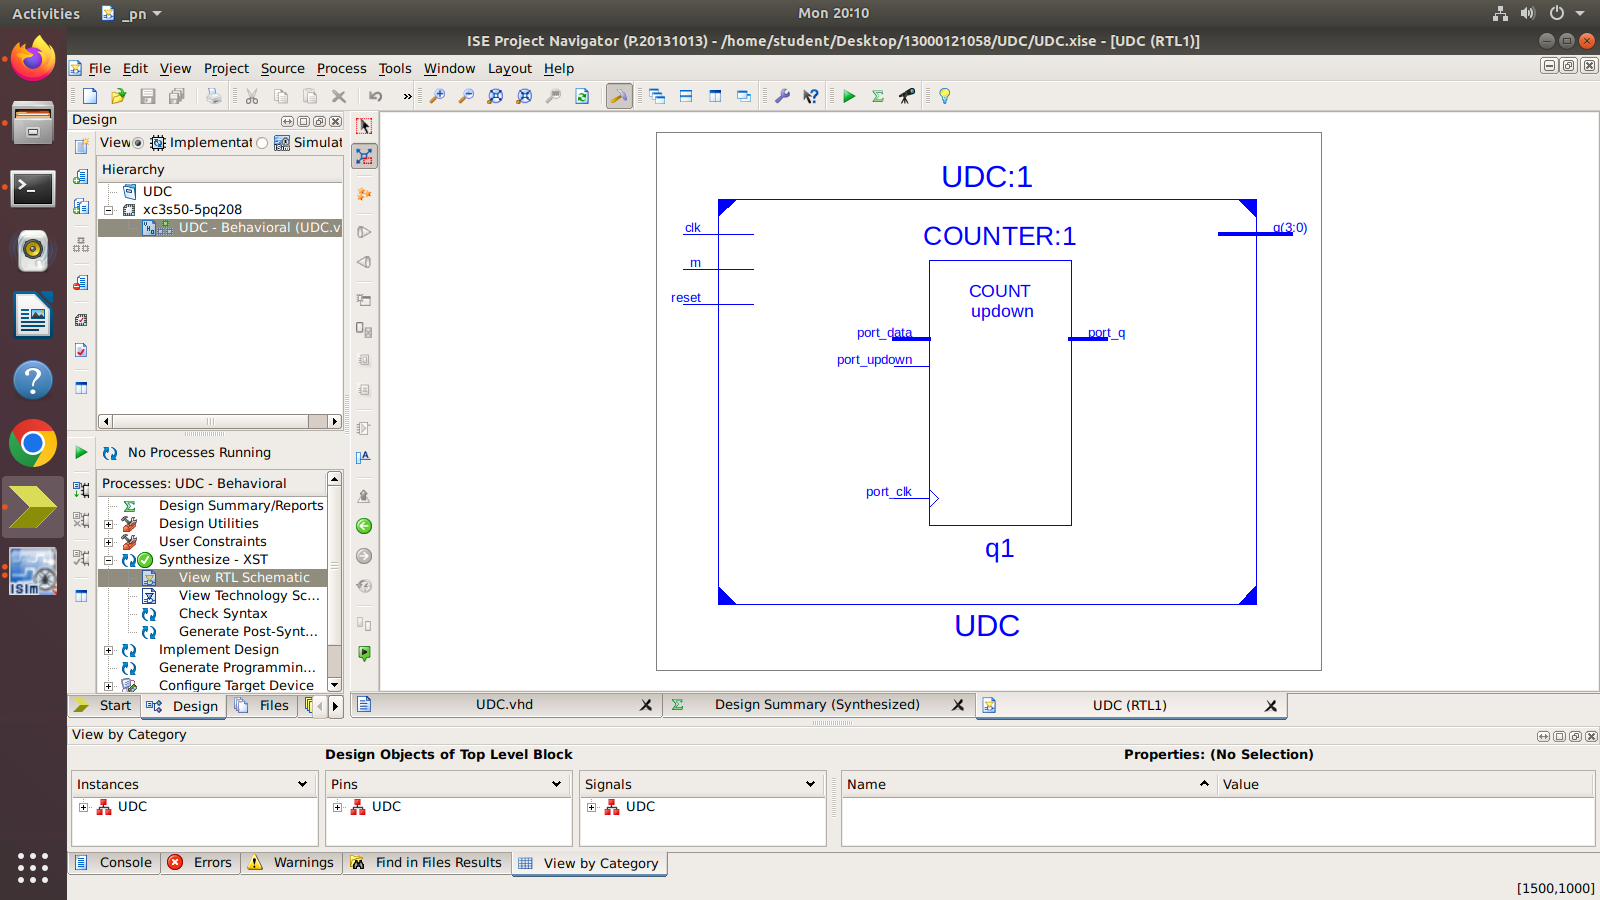 Activities
_pn
Mon 20:10
ISE Project Navigator (P.20131013) - /home/student/Desktop/13000121058/UDC/UDC.xise - [UDC (RTL1)]
File Edit View Project Source Process Tools Window Layout Help
»
Design
View Implementat Simulat
Hierarchy
UDC
xc3s50-5pq208
UDC - Behavioral (UDC.v
No Processes Running
Processes: UDC - Behavioral
Design Summary/Reports
Design Utilities
User Constraints
Synthesize - XST
View RTL Schematic
View Technology Sc...
Check Syntax
Generate Post-Synt...
Implement Design
Generate Programmin...
Configure Target Device
Start Design Files
UDC:1
clk
m
reset
q(3:0)
COUNTER:1
COUNT
updown
port_data
port_updown
port_q
port_clk
q1
UDC
UDC.vhd
Design Summary (Synthesized)
UDC (RTL1)
View by Category
Design Objects of Top Level Block
Properties: (No Selection)
Instances
UDC
Pins
UDC
Signals
UDC
Name Value
Console Errors Warnings Find in Files Results View by Category
[1500,1000]
ISim